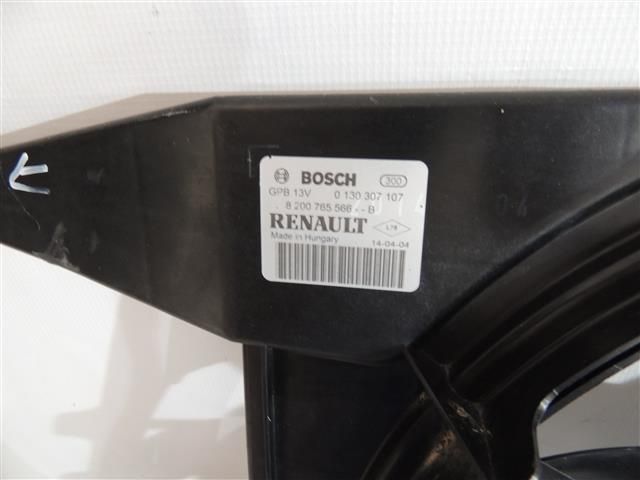 BOSCH 300
GPB 13V 0 130 307 107
8 200 765 566 - - B
RENAULT L78
Made in Hungary 14-04-04